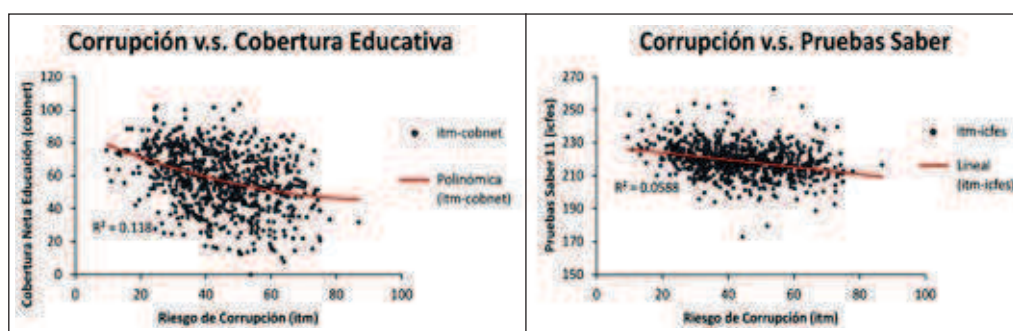 Corrupción v.s. Cobertura Educativa
120
100
80
60
40
20
0
0 20 40 60 80 100
Cobertura Neta Educación (cobnet)
Riesgo de Corrupción (itm)
R² = 0.118
itm-cobnet
Polinómica
(itm-cobnet)
Corrupción v.s. Pruebas Saber
270
250
230
210
190
170
150
0 20 40 60 80 100
Pruebas Saber 11 (icfes)
Riesgo de Corrupción (itm)
R² = 0.0588
itm-icfes
Lineal
(itm-icfes)